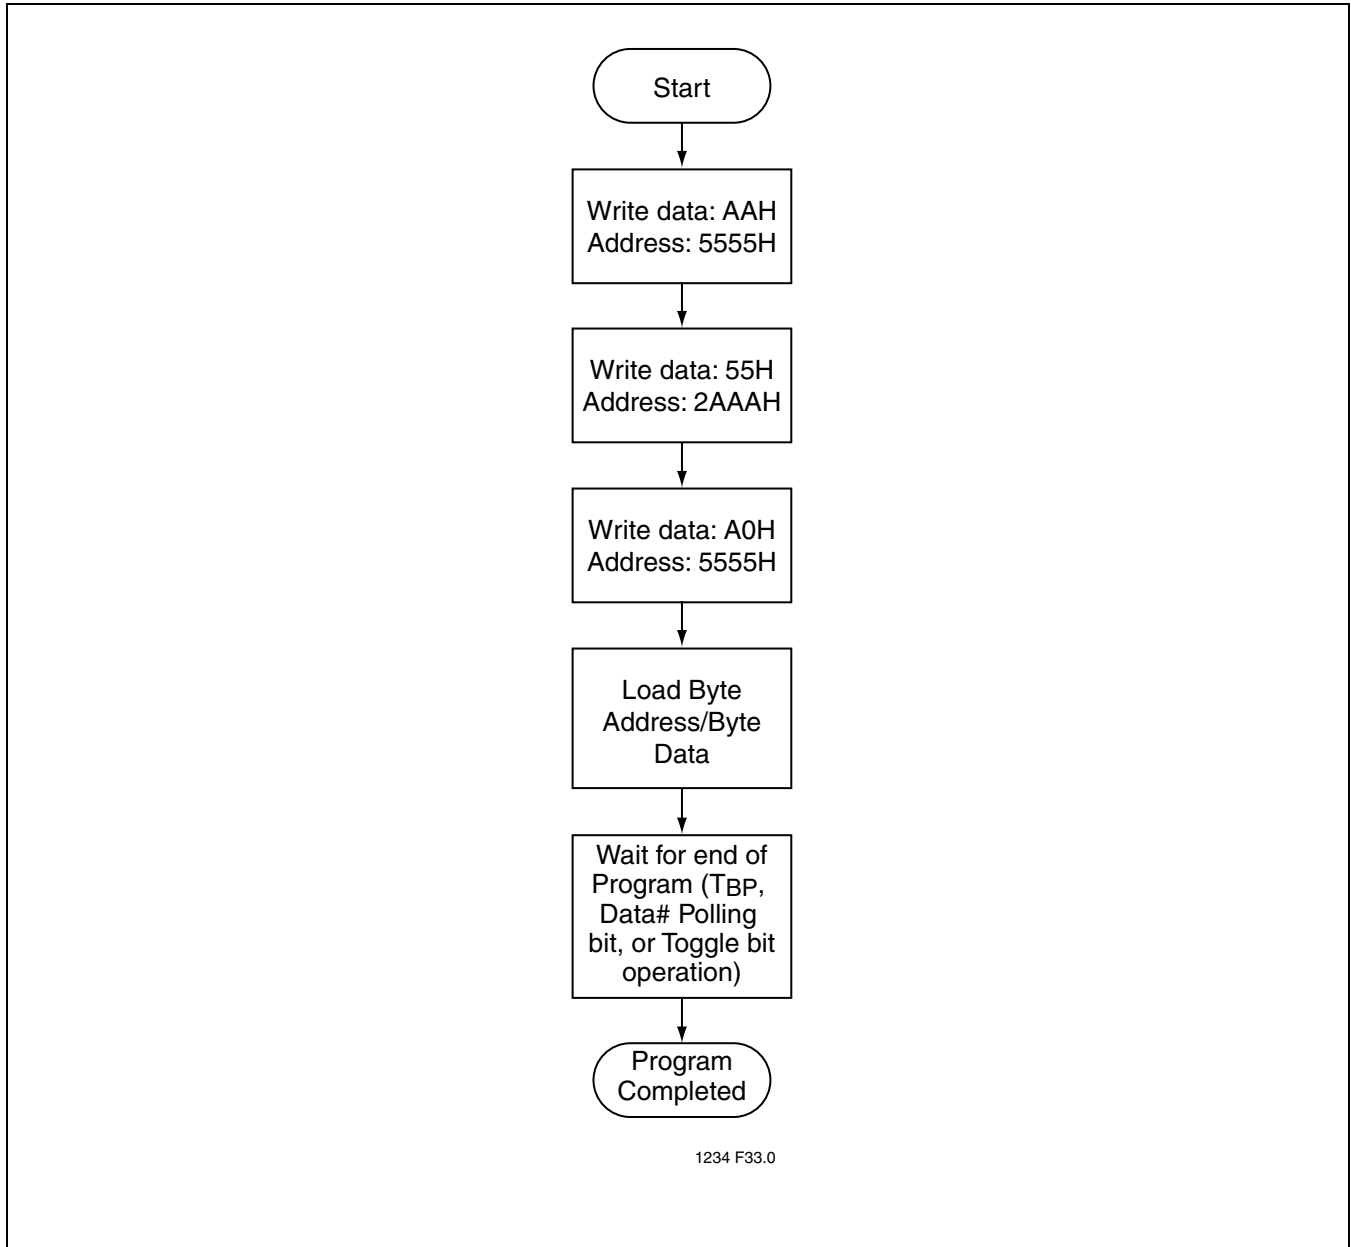 Start
Write data: AAH
Address: 5555H
Write data: 55H
Address: 2AAAH
Write data: A0H
Address: 5555H
Load Byte
Address/Byte
Data
Wait for end of
Program (TBP,
Data# Polling
bit, or Toggle bit
operation)
Program
Completed
1234 F33.0